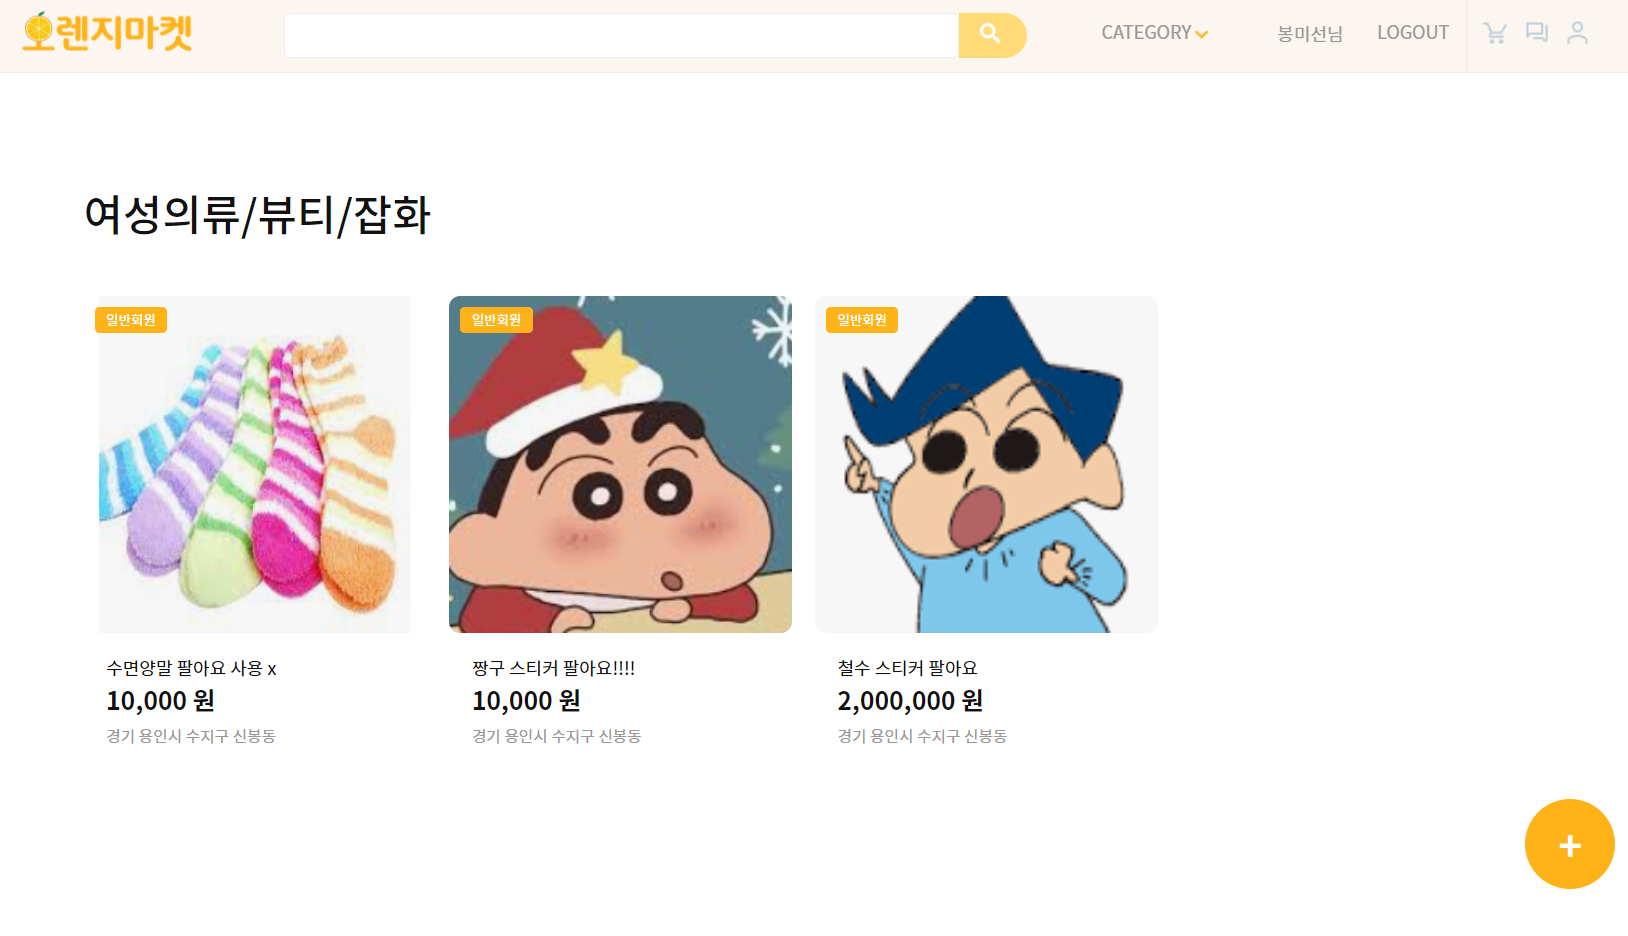 오렌지마켓
CATEGORY
봉미선님
LOGOUT
여성의류/뷰티/잡화
일반회원
일반회원
일반회원
수면양말 팔아요 사용 x
10,000 원
경기 용인시 수지구 신봉동
짱구 스티커 팔아요!!!!
10,000 원
경기 용인시 수지구 신봉동
철수 스티커 팔아요
2,000,000 원
경기 용인시 수지구 신봉동
+